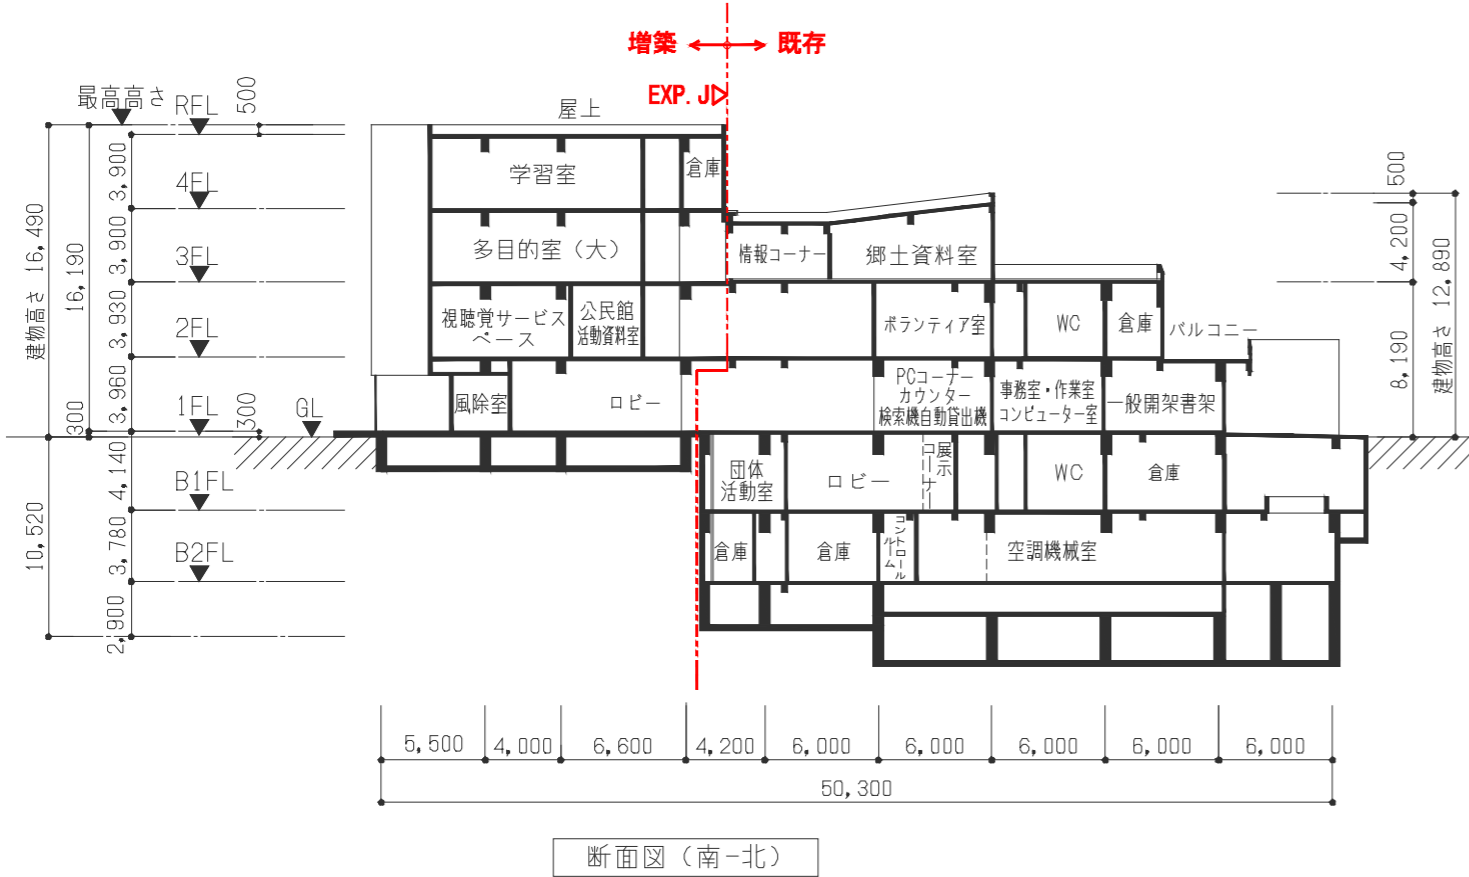 増築
既存
EXP. J
最高高さ
RFL
500
屋上
3,900
学習室
倉庫
4FL
500
建物高さ 16,490
16,190
3,900
多目的室（大）
情報コーナー
郷土資料室
4,200
建物高さ 12,890
3FL
3,930
視聴覚サービス
ベース
公民館
活動資料室
ボランティア室
WC
倉庫
バルコニー
2FL
8,190
3,960
風除室
ロビー
PCコーナー
カウンター
検索機自動貸出機
事務室・作業室
コンピューター室
一般開架書架
300
1FL
300
GL
4,140
団体
活動室
ロビー
展示
コーナー
WC
倉庫
B1FL
10,520
3,780
倉庫
倉庫
コントロール
ルーム
空調機械室
B2FL
2,900
5,500
4,000
6,600
4,200
6,000
6,000
6,000
6,000
6,000
50,300
断面図（南-北）